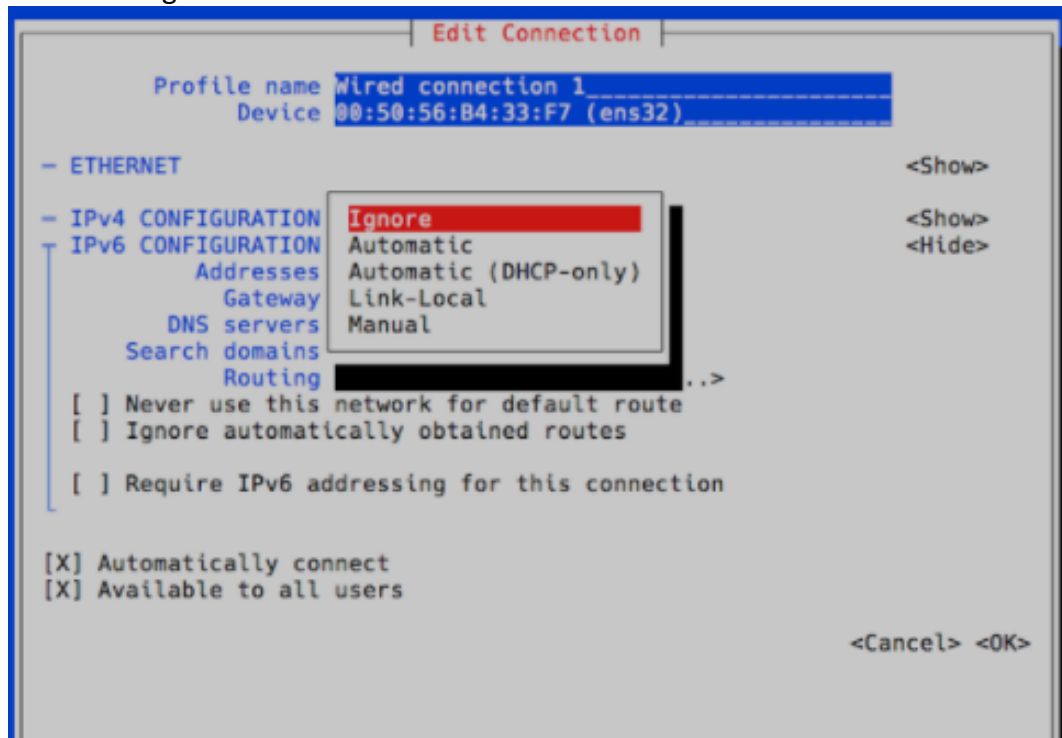 Edit Connection
Profile name Wired connection 1
Device 00:50:56:B4:33:F7 (ens32)
- ETHERNET <Show>
- IPv4 CONFIGURATION <Show>
IPv6 CONFIGURATION <Hide>
Ignore
Automatic
Automatic (DHCP-only)
Link-Local
Manual
Addresses
Gateway
DNS servers
Search domains
Routing ..>
[ ] Never use this network for default route
[ ] Ignore automatically obtained routes
[ ] Require IPv6 addressing for this connection
[X] Automatically connect
[X] Available to all users
<Cancel> <OK>